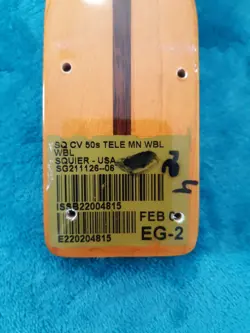 SQ CV 50s TELE MN WBL
WBL
SQUIER - USA
SG211126--06
ISSB22004815
FEB 0
E220204815
EG-2